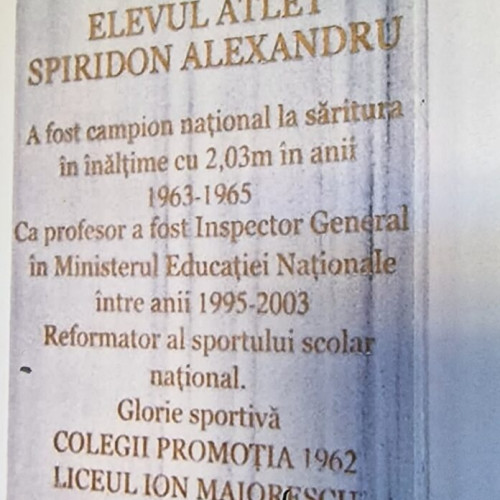 ELEVUL ATLET
SPIRIDON ALEXANDRU
A fost campion național la săritura
în înălțime cu 2,03m în anii
1963-1965
Ca profesor a fost Inspector General
în Ministerul Educației Naționale
între anii 1995-2003
Reformator al sportului scolar
național.
Glorie sportivă
COLEGII PROMOȚIA 1962
LICEUL ION MAIORESCU